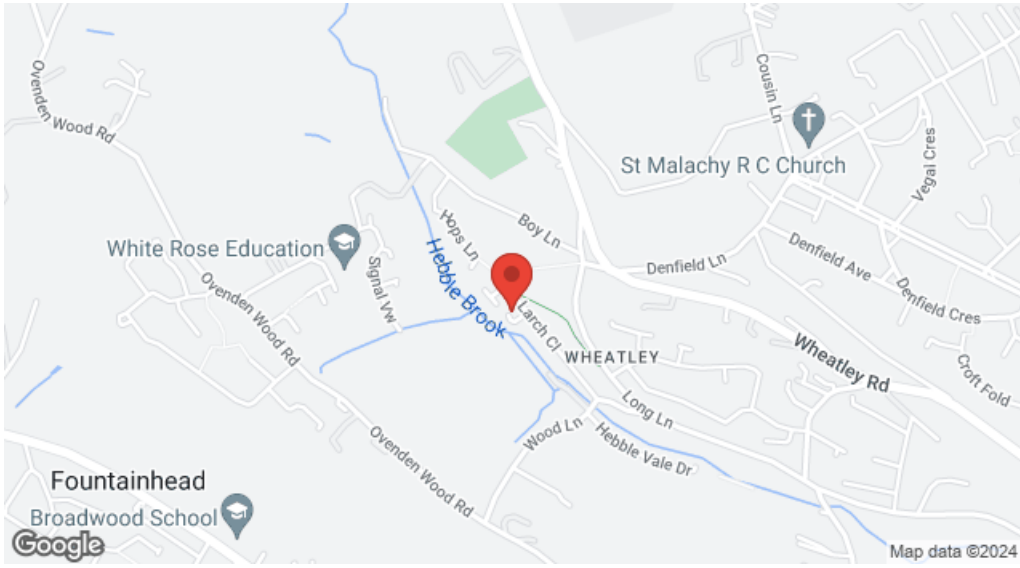 Ovenden Wood Rd
Cousin Ln
St Malachy R C Church
Vegal Cres
Hops Ln
Boy Ln
White Rose Education
Signal Vw
Hebble Brook
Denfield Ln
Denfield Ave
Denfield Cres
Ovenden Wood Rd
Larch Cl
WHEATLEY
Wheatley Rd
Croft Fold
Long Ln
Wood Ln
Hebble Vale Dr
Ovenden Wood Rd
Fountainhead
Broadwood School
Google
Map data ©2024